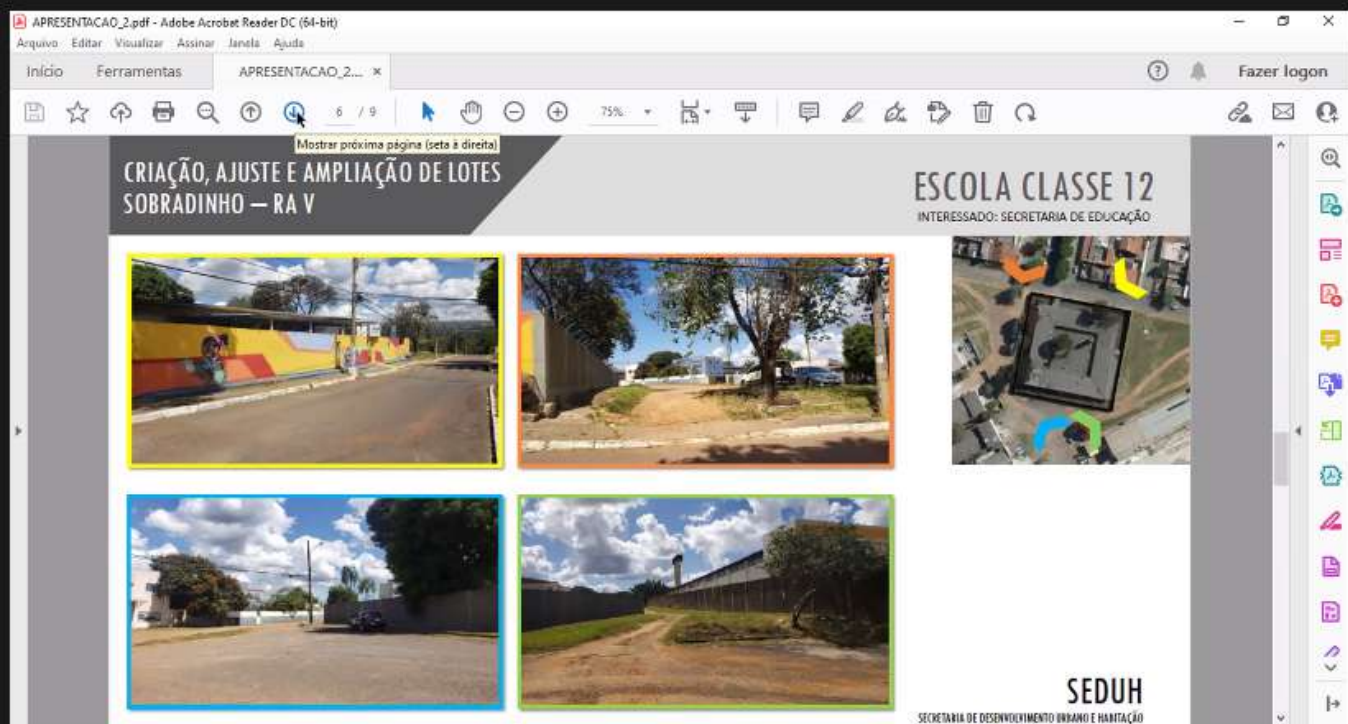 APRESENTACAO_2.pdf - Adobe Acrobat Reader DC (64-bit)
Arquivo Editar Visualizar Assinar Janela Ajuda
Início Ferramentas APRESENTACAO_2... × Fazer logon
6 / 9 75%
Mostrar próxima página (seta à direita)
CRIAÇÃO, AJUSTE E AMPLIAÇÃO DE LOTES
SOBRADINHO – RA V
ESCOLA CLASSE 12
INTERESSADO: SECRETARIA DE EDUCAÇÃO
SEDUH
SECRETARIA DE DESENVOLVIMENTO URBANO E HABITAÇÃO